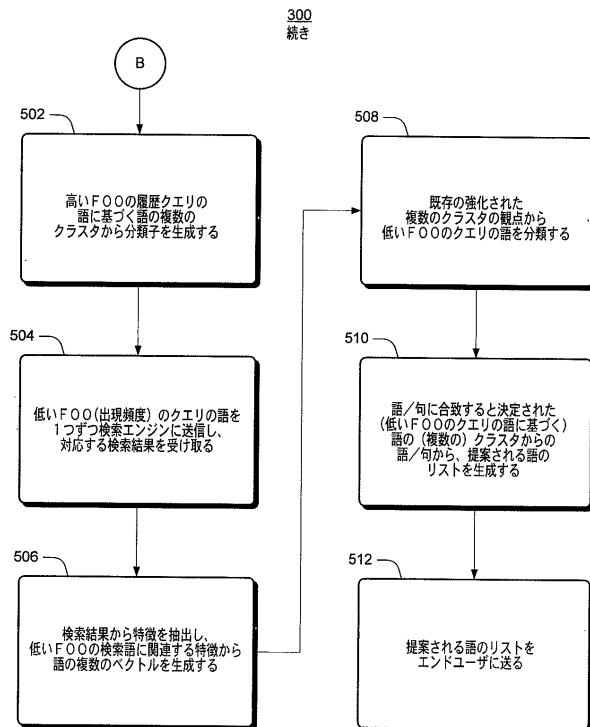 300
続き
B
502
高いFOOの履歴クエリの
語に基づく語の複数の
クラスタから分類子を生成する
504
低いFOO(出現頻度)のクエリの語を
1つずつ検索エンジンに送信し、
対応する検索結果を受け取る
506
検索結果から特徴を抽出し、
低いFOOの検索語に関連する特徴から
語の複数のベクトルを生成する
508
既存の強化された
複数のクラスタの観点から
低いFOOのクエリの語を分類する
510
語/句に合致すると決定された
(低いFOOのクエリの語に基づく)
語の(複数の)クラスタからの
語/句から、提案される語の
リストを生成する
512
提案される語のリストを
エンドユーザに送る